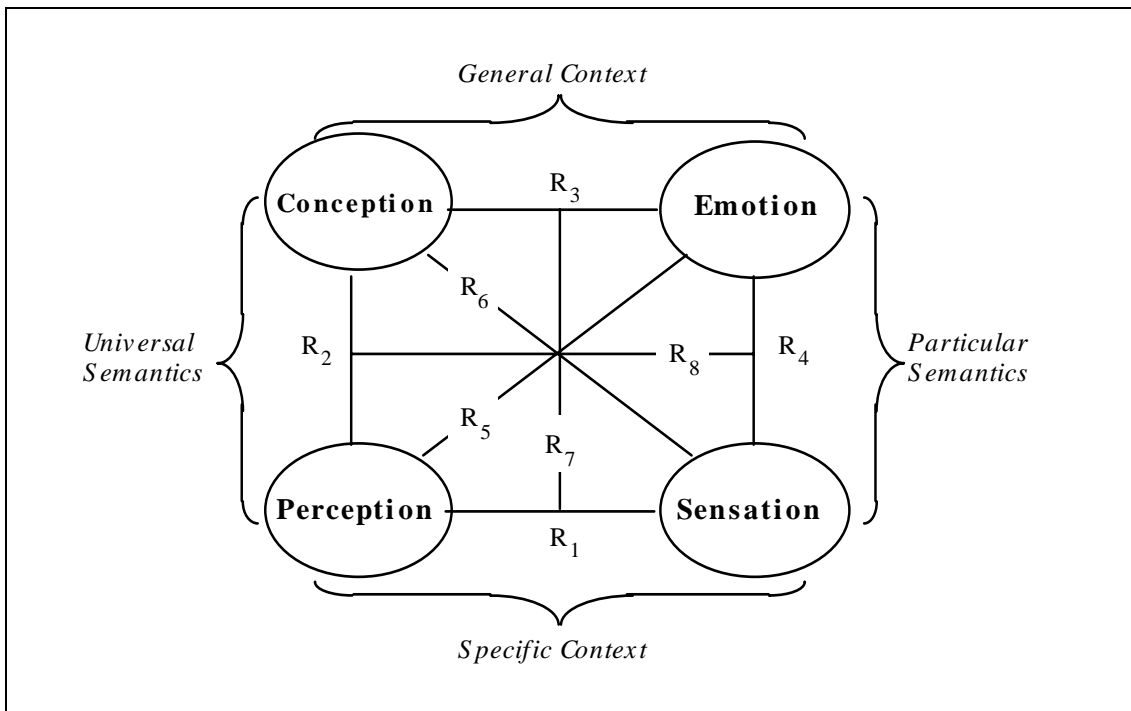 General Context
Conception
R3
Emotion
R6
Universal
Semantics
R2
R8
R4
Particular
Semantics
R5
R7
Perception
Sensation
R1
Specific Context